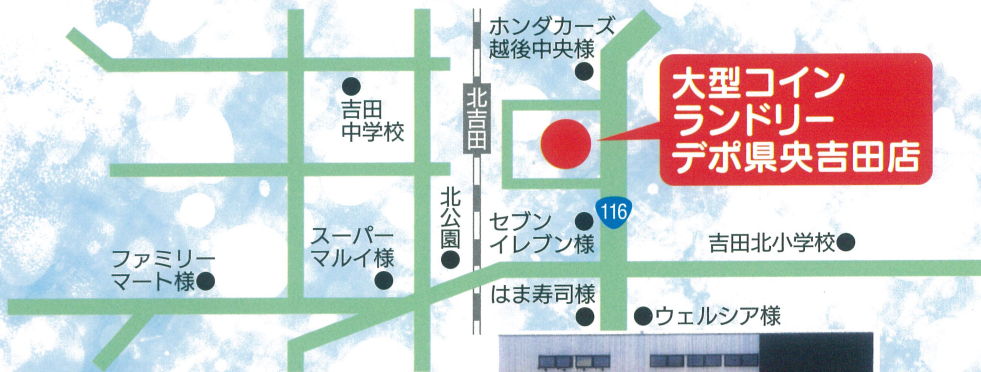 ホンダカーズ
越後中央様
大型コイン
ランドリー
デポ県央吉田店
吉田
中学校
北吉田
北公園
セブン
イレブン様
116
吉田北小学校
スーパー
マルイ様
ファミリー
マート様
はま寿司様
ウェルシア様